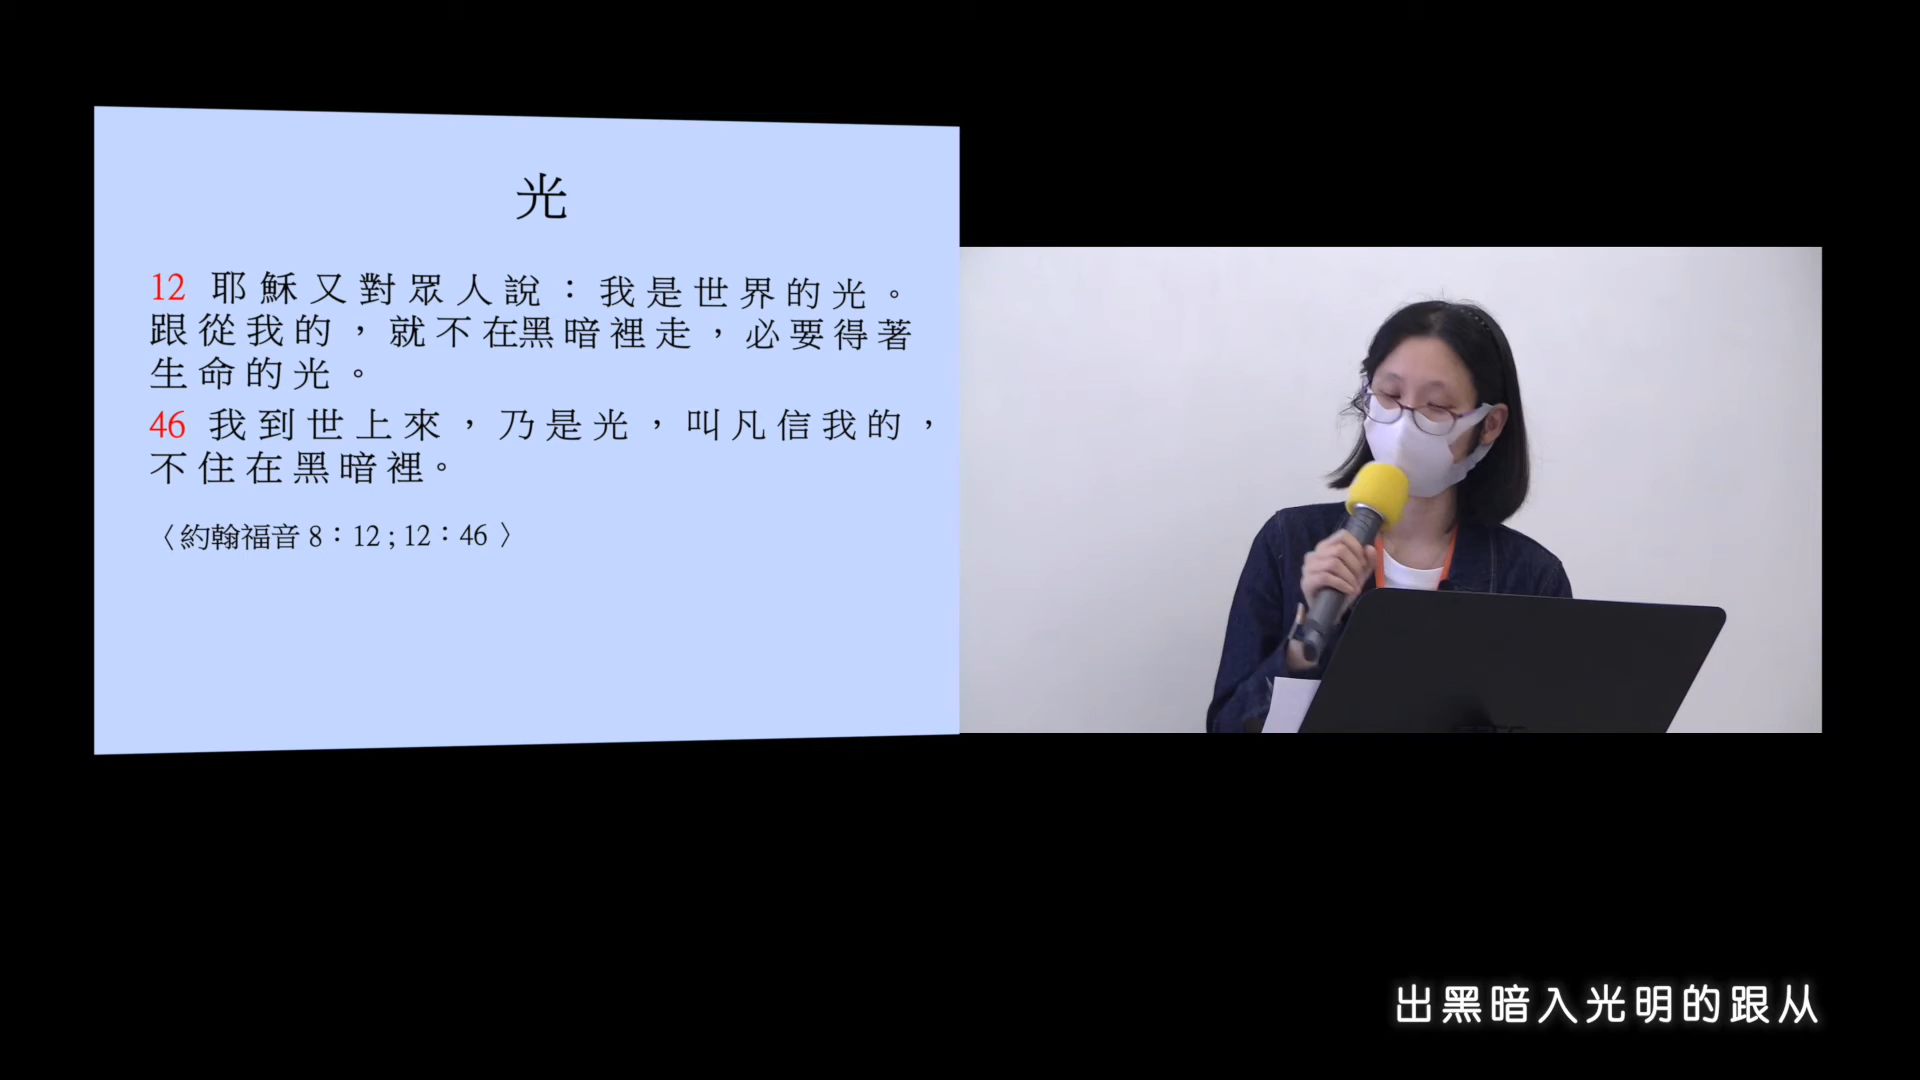 光
12 耶穌又對眾人說：我是世界的光。
跟從我的，就不在黑暗裡走，必要得著
生命的光。
46 我到世上來，乃是光，叫凡信我的，
不住在黑暗裡。
〈約翰福音 8：12 ; 12：46 〉
出黑暗入光明的跟从